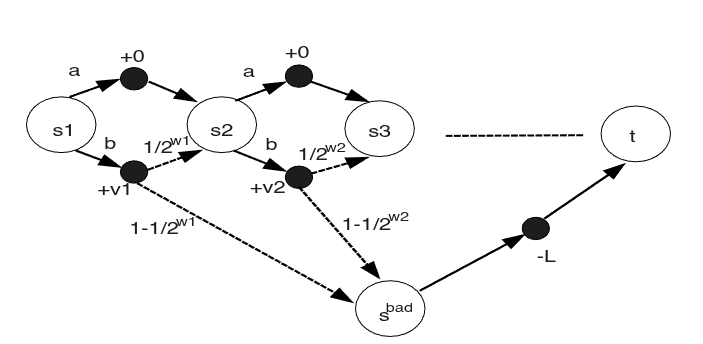 +0
+0
a
a
s1
s2
s3
t
b
1/2^w1
b
1/2^w2
+v1
+v2
1-1/2^w1
1-1/2^w2
-L
s^bad